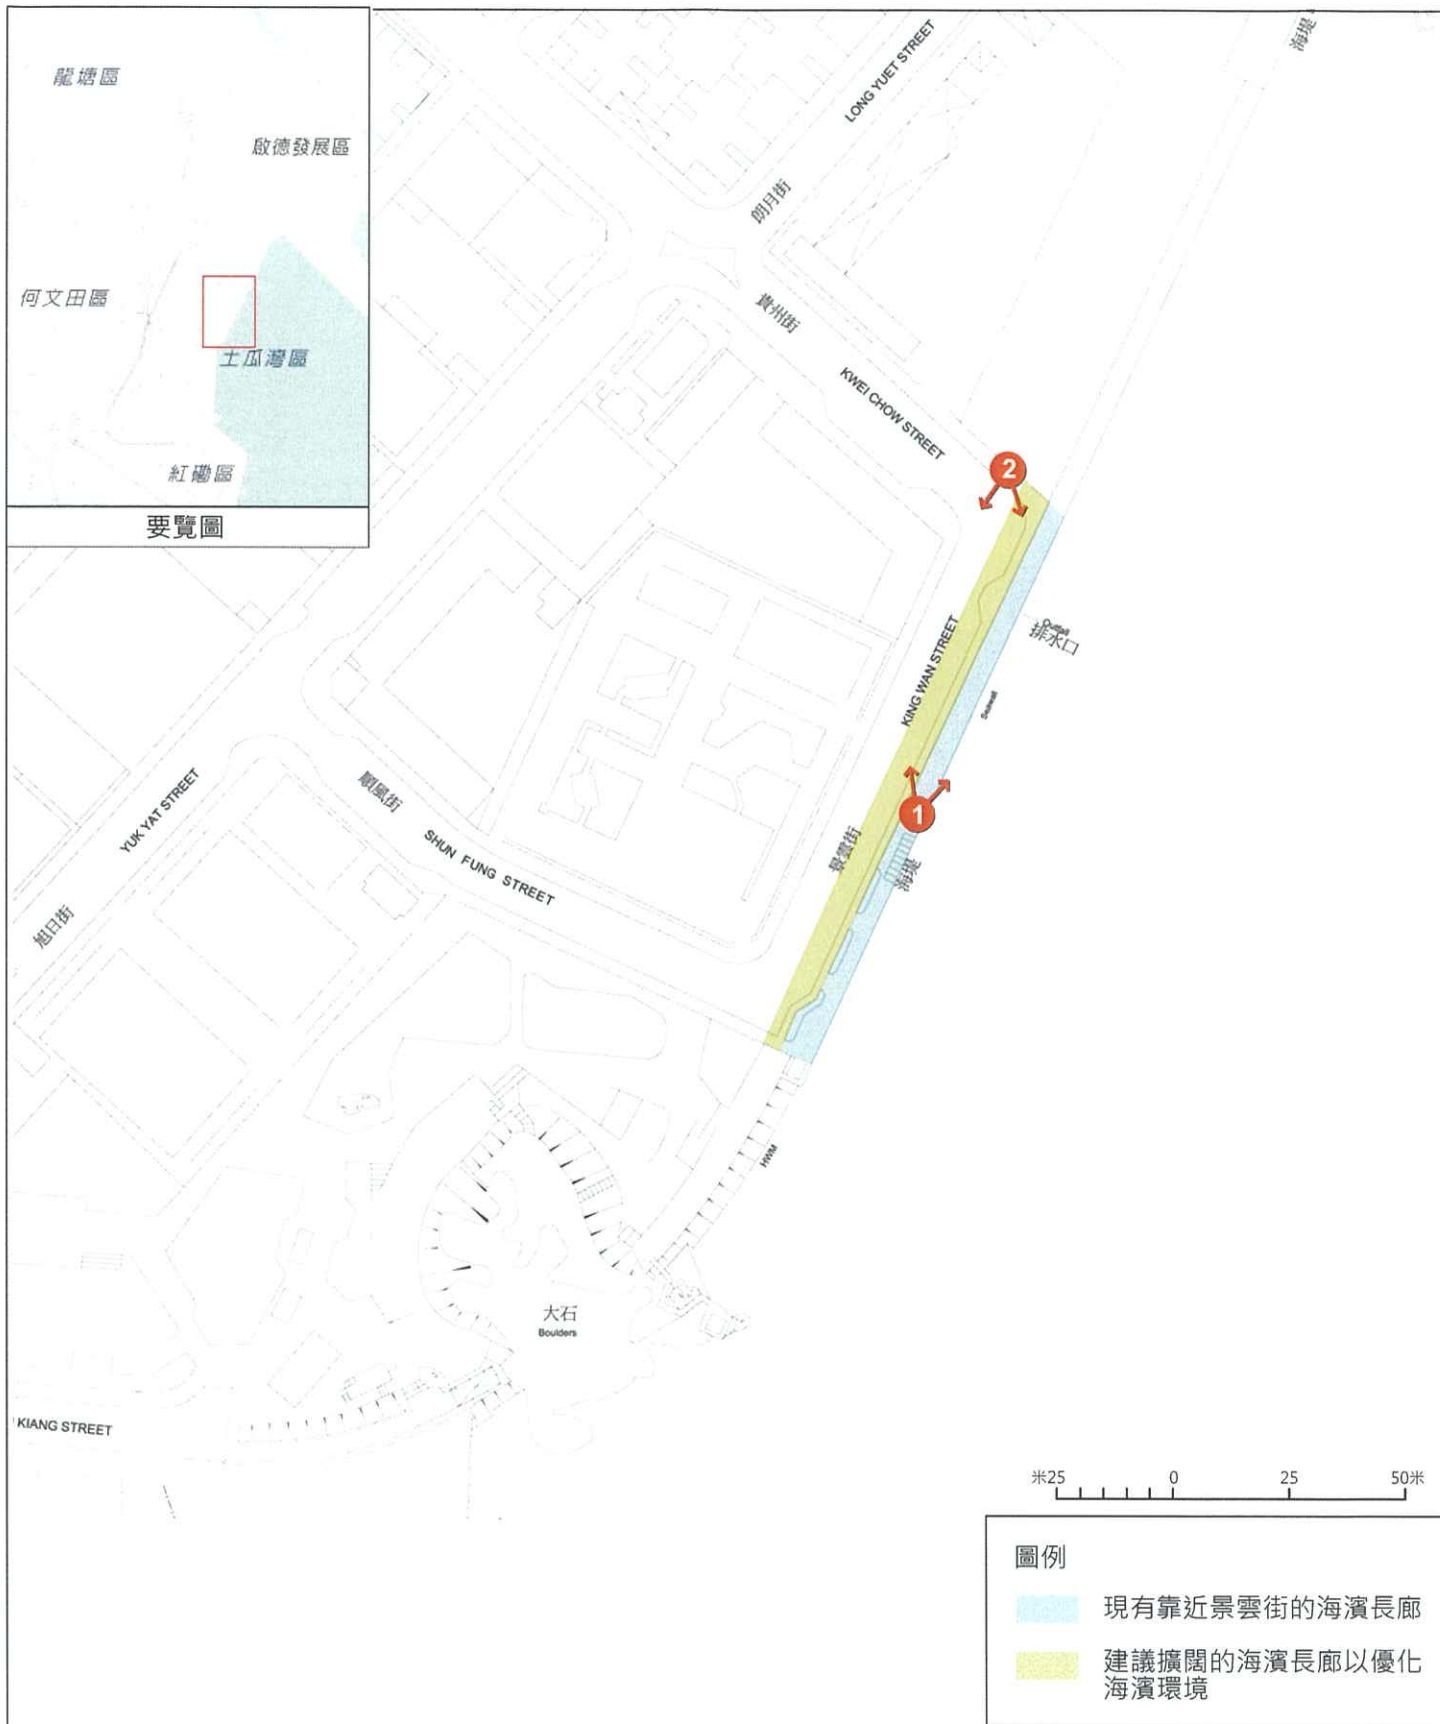 龍塘區
啟德發展區
何文田區
土瓜灣區
紅磡區
要覽圖
海堤
LONG YUET STREET
朗月街
貴州街
KWEI CHOW STREET
2
KING WAN STREET
Outfall
排水口
Seawall
1
景雲街
海堤
YUK YAT STREET
旭日街
順風街
SHUN FUNG STREET
HWM
大石
Boulders
KIANG STREET
米25 0 25 50米
圖例
現有靠近景雲街的海濱長廊
建議擴闊的海濱長廊以優化
海濱環境